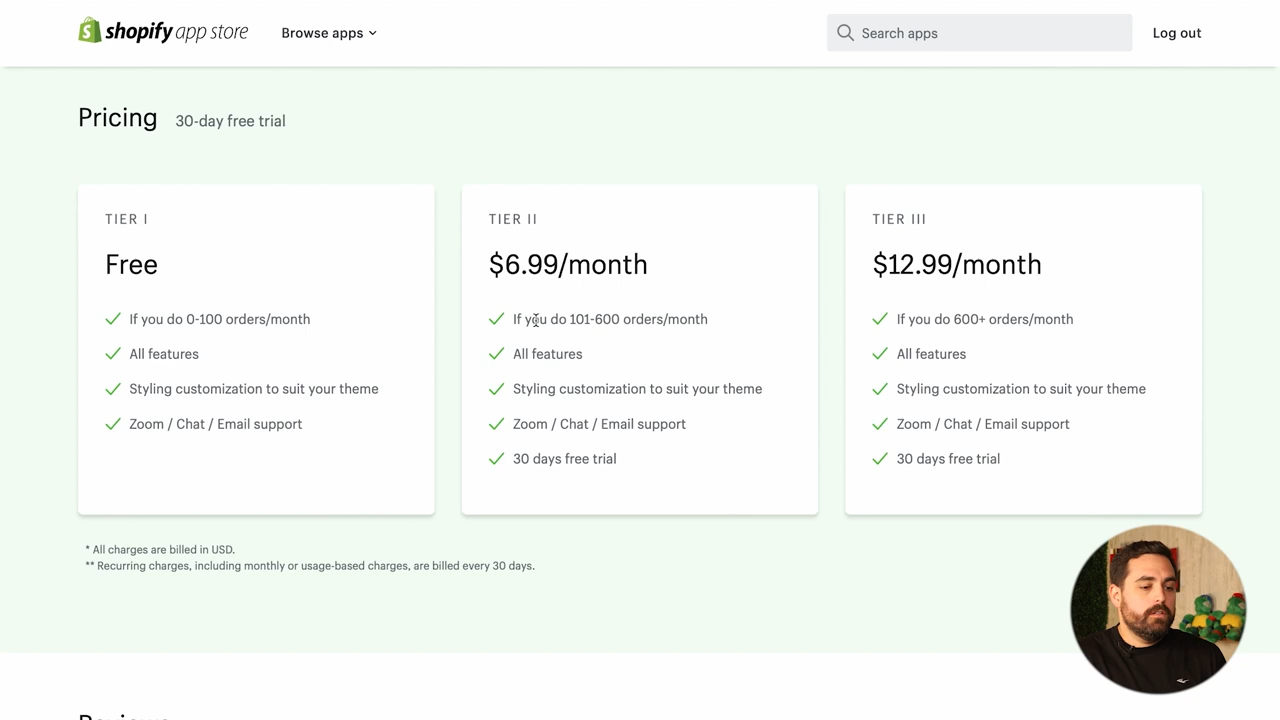 shopify app store
Browse apps
Search apps
Log out
Pricing
30-day free trial
TIER I
Free
If you do 0-100 orders/month
All features
Styling customization to suit your theme
Zoom / Chat / Email support
TIER II
$6.99/month
If you do 101-600 orders/month
All features
Styling customization to suit your theme
Zoom / Chat / Email support
30 days free trial
TIER III
$12.99/month
If you do 600+ orders/month
All features
Styling customization to suit your theme
Zoom / Chat / Email support
30 days free trial
* All charges are billed in USD.
** Recurring charges, including monthly or usage-based charges, are billed every 30 days.
Reviews